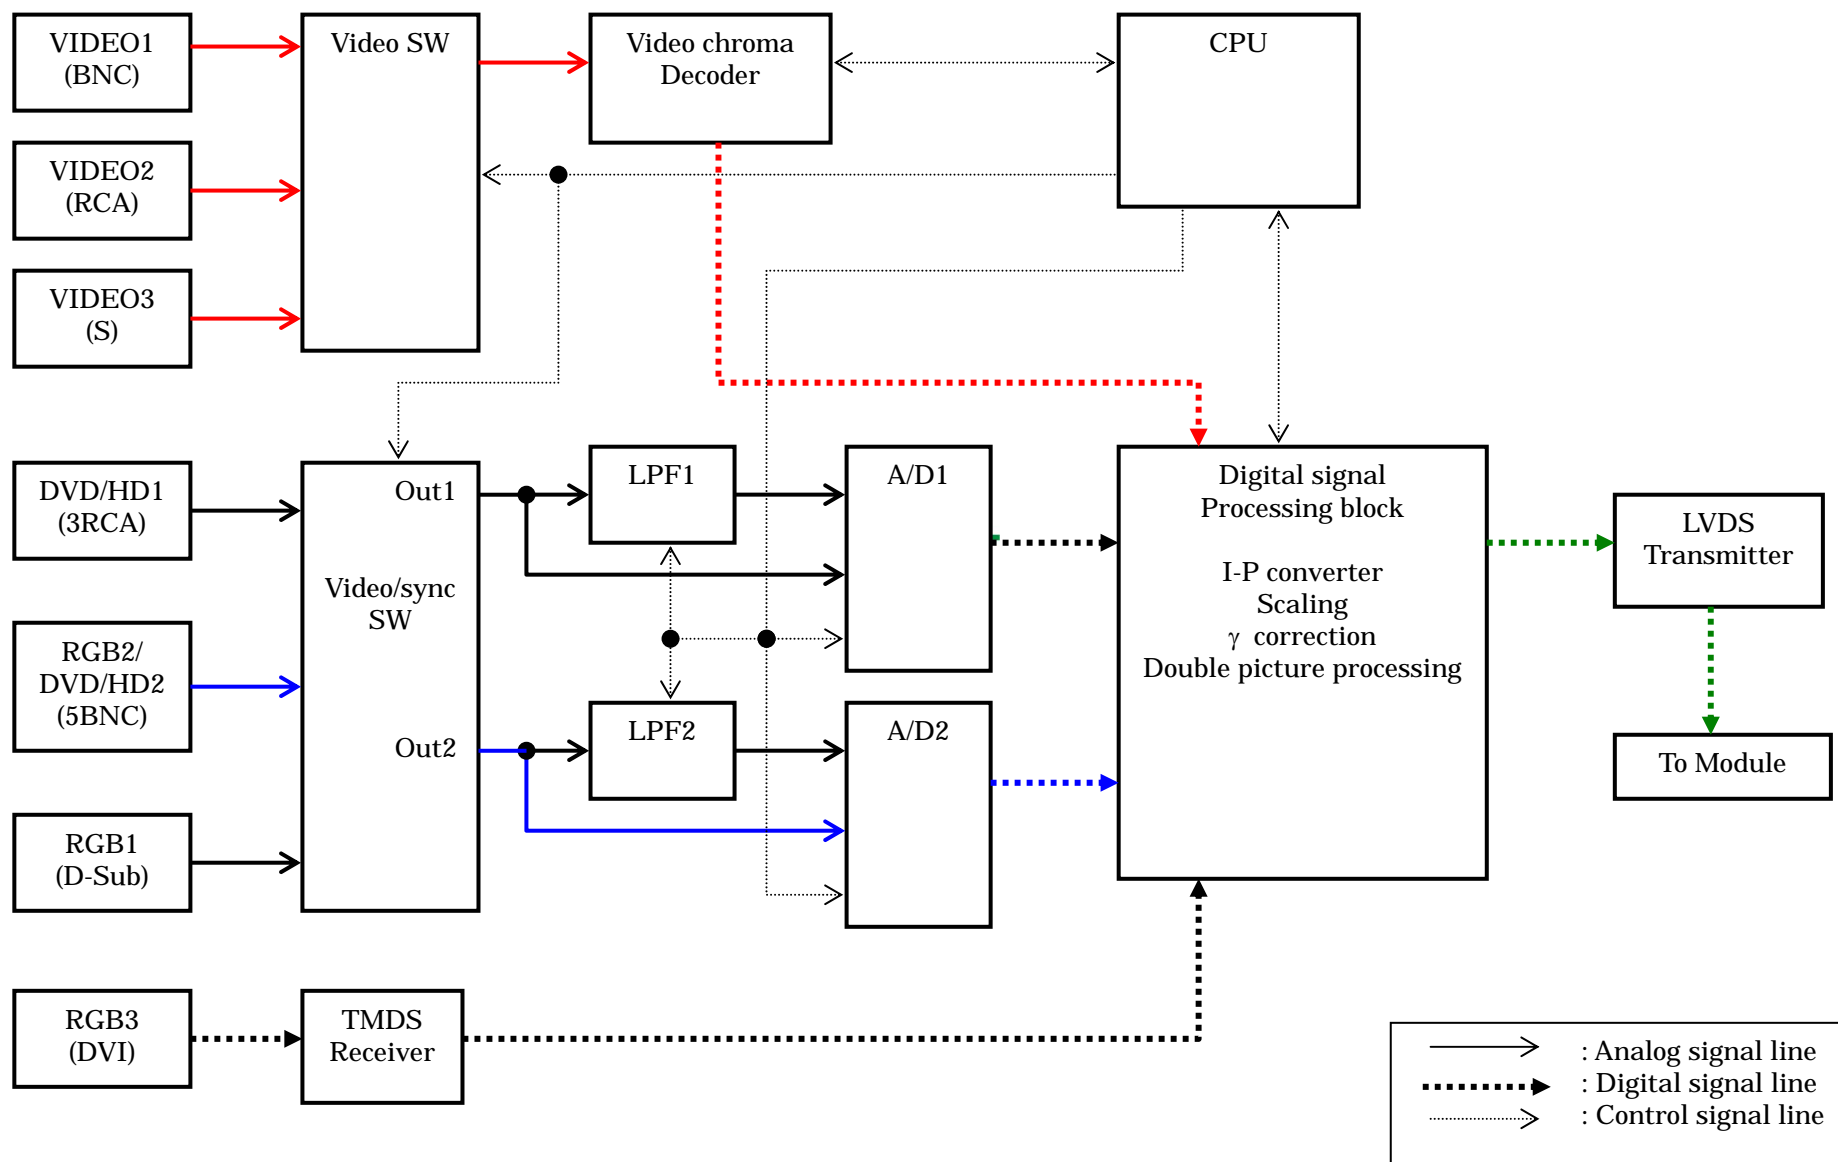 VIDEO1
(BNC)
Video SW
Video chroma
Decoder
CPU
VIDEO2
(RCA)
VIDEO3
(S)
DVD/HD1
(3RCA)
Out1
Video/sync
SW
Out2
LPF1
A/D1
Digital signal
Processing block
I-P converter
Scaling
γ correction
Double picture processing
LVDS
Transmitter
RGB2/
DVD/HD2
(5BNC)
LPF2
A/D2
To Module
RGB1
(D-Sub)
RGB3
(DVI)
TMDS
Receiver
: Analog signal line
: Digital signal line
: Control signal line